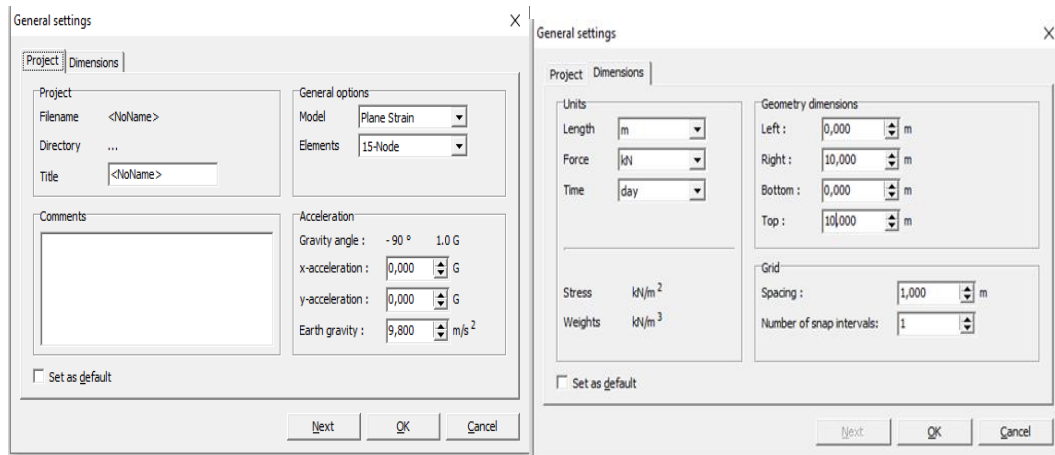 General settings
Project Dimensions
Project
Filename <NoName>
Directory ...
Title <NoName>
General options
Model Plane Strain
Elements 15-Node
Comments
Acceleration
Gravity angle : - 90 ° 1.0 G
x-acceleration : 0,000 G
y-acceleration : 0,000 G
Earth gravity : 9,800 m/s 2
Set as default
Next OK Cancel
General settings
Project Dimensions
Units
Length m
Force kN
Time day
Stress kN/m 2
Weights kN/m 3
Geometry dimensions
Left : 0,000 m
Right : 10,000 m
Bottom : 0,000 m
Top : 10,000 m
Grid
Spacing : 1,000 m
Number of snap intervals: 1
Set as default
Next OK Cancel